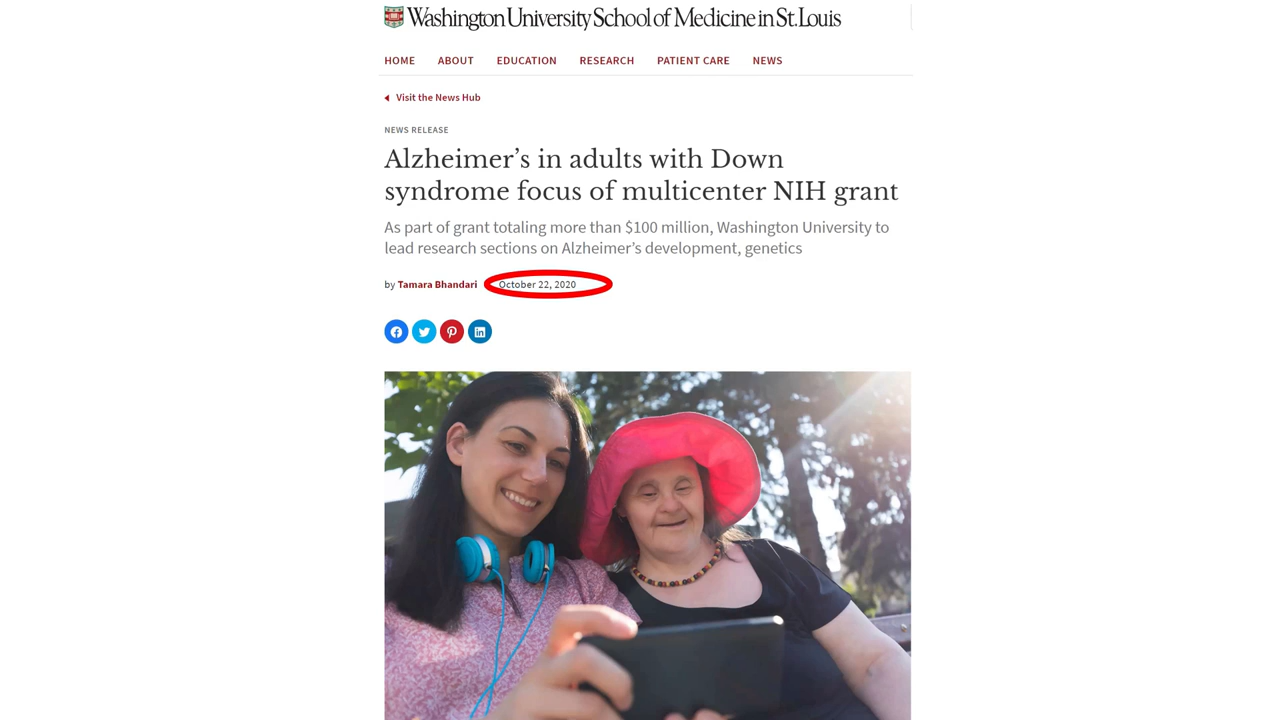 Washington University School of Medicine in St. Louis
HOME ABOUT EDUCATION RESEARCH PATIENT CARE NEWS
Visit the News Hub
NEWS RELEASE
Alzheimer’s in adults with Down
syndrome focus of multicenter NIH grant
As part of grant totaling more than $100 million, Washington University to
lead research sections on Alzheimer’s development, genetics
by Tamara Bhandari October 22, 2020